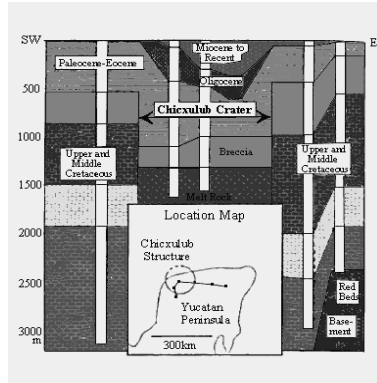 SW
E
Miocene to
Recent
Paleocene-Eocene
Oligocene
500
Chicxulub Crater
1000
Breccia
Upper and
Middle
Cretaceous
Upper and
Middle
Cretaceous
1500
Melt Rock
2000
Location Map
Chicxulub
Structure
2500
Yucatan
Peninsula
Red
Beds
Base-
ment
300km
3000
m